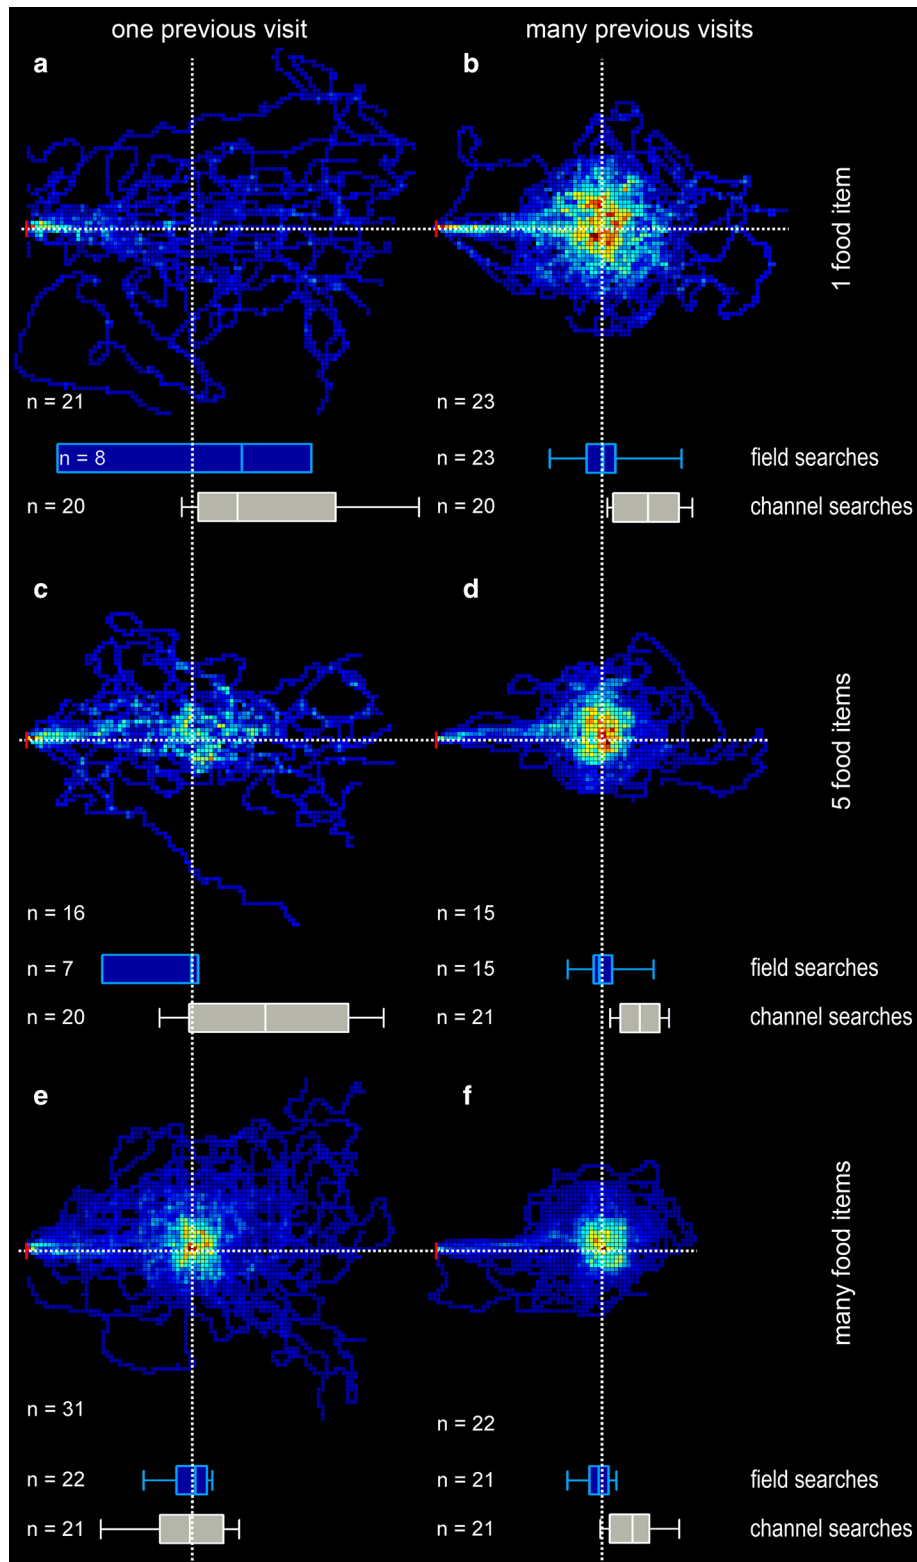 one previous visit
many previous visits
a
b
1 food item
n = 21
n = 23
n = 8
n = 23
field searches
n = 20
n = 20
channel searches
c
d
5 food items
n = 16
n = 15
n = 7
n = 15
field searches
n = 20
n = 21
channel searches
e
f
many food items
n = 31
n = 22
n = 22
n = 21
field searches
n = 21
n = 21
channel searches